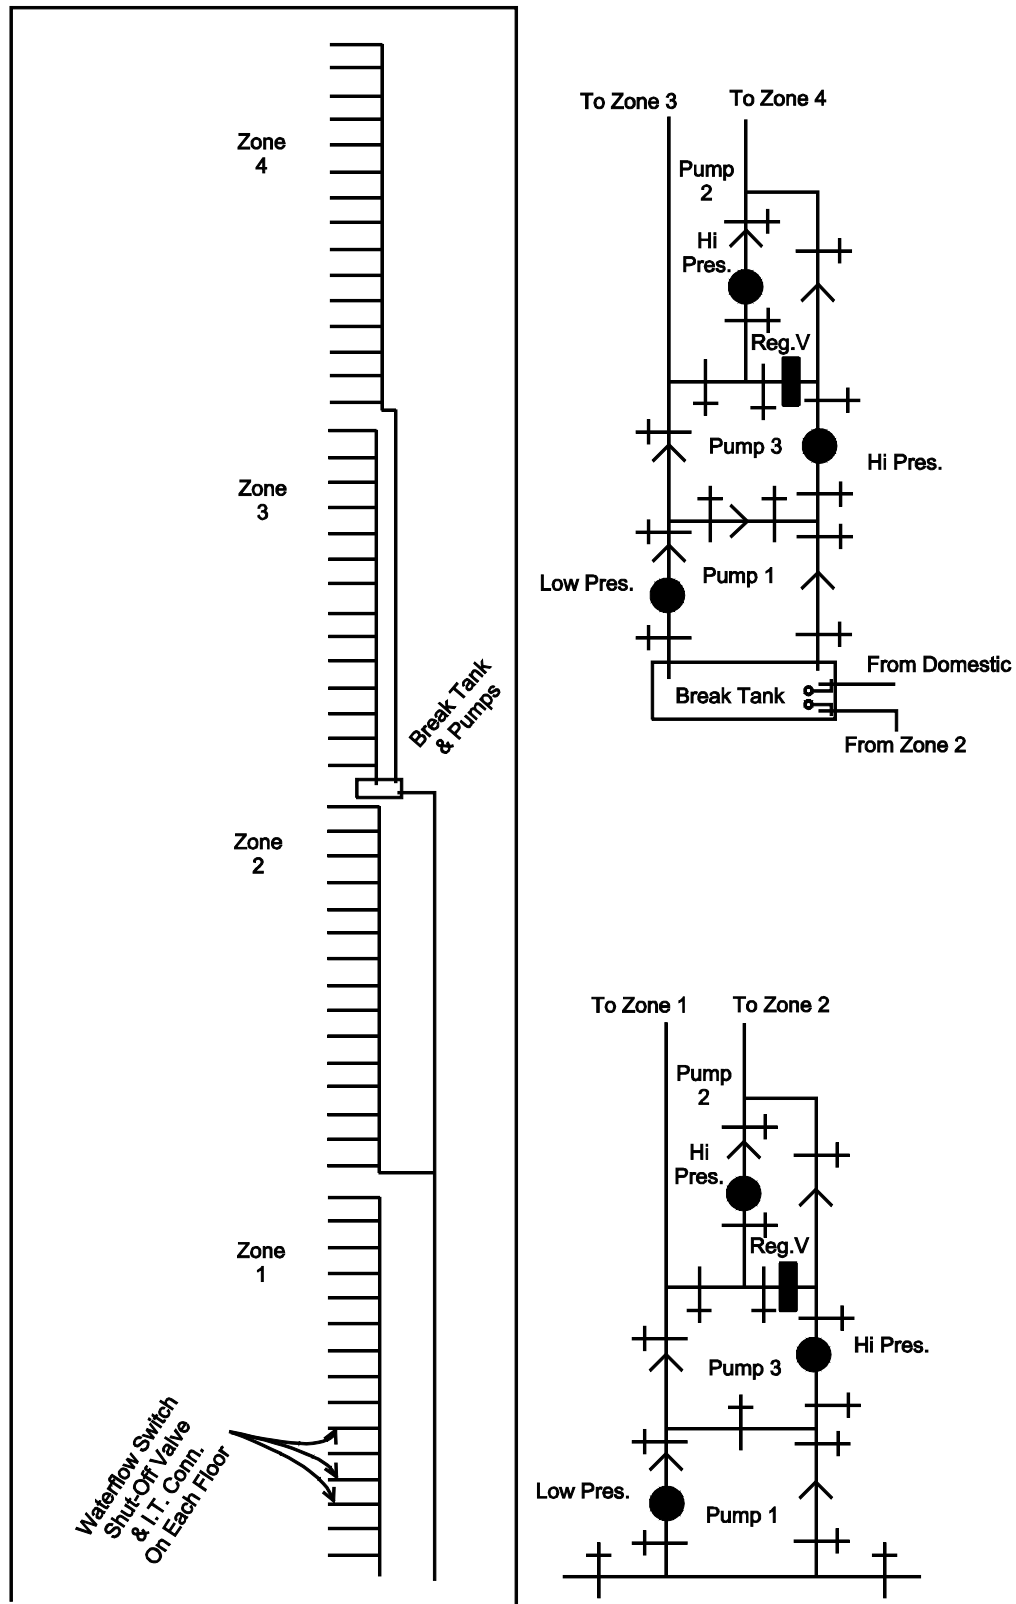 Zone
4
Zone
3
Break Tank
& Pumps
Zone
2
Zone
1
Waterflow Switch
Shut-Off Valve
& I.T. Conn.
On Each Floor
To Zone 3
To Zone 4
Pump
2
Hi
Pres.
Reg.V
Pump 3
Hi Pres.
Low Pres.
Pump 1
Break Tank
From Domestic
From Zone 2
To Zone 1
To Zone 2
Pump
2
Hi
Pres.
Reg.V
Pump 3
Hi Pres.
Low Pres.
Pump 1